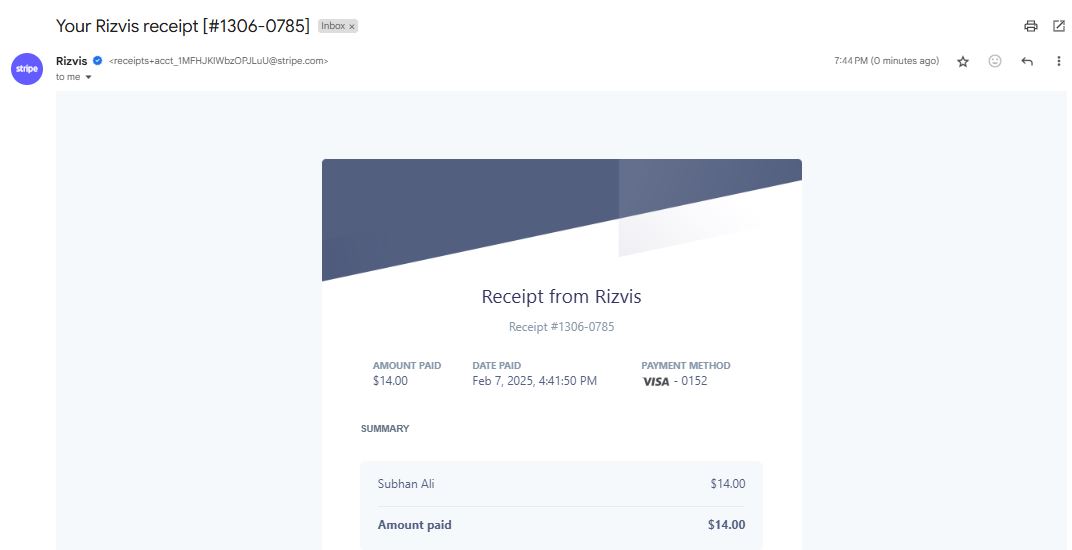 Your Rizvis receipt [#1306-0785] Inbox x
stripe
Rizvis <receipts+acct_1MFHJKIWbzOPJLuU@stripe.com> 7:44 PM (0 minutes ago)
to me
Receipt from Rizvis
Receipt #1306-0785
AMOUNT PAID DATE PAID PAYMENT METHOD
$14.00 Feb 7, 2025, 4:41:50 PM VISA - 0152
SUMMARY
Subhan Ali $14.00
Amount paid $14.00